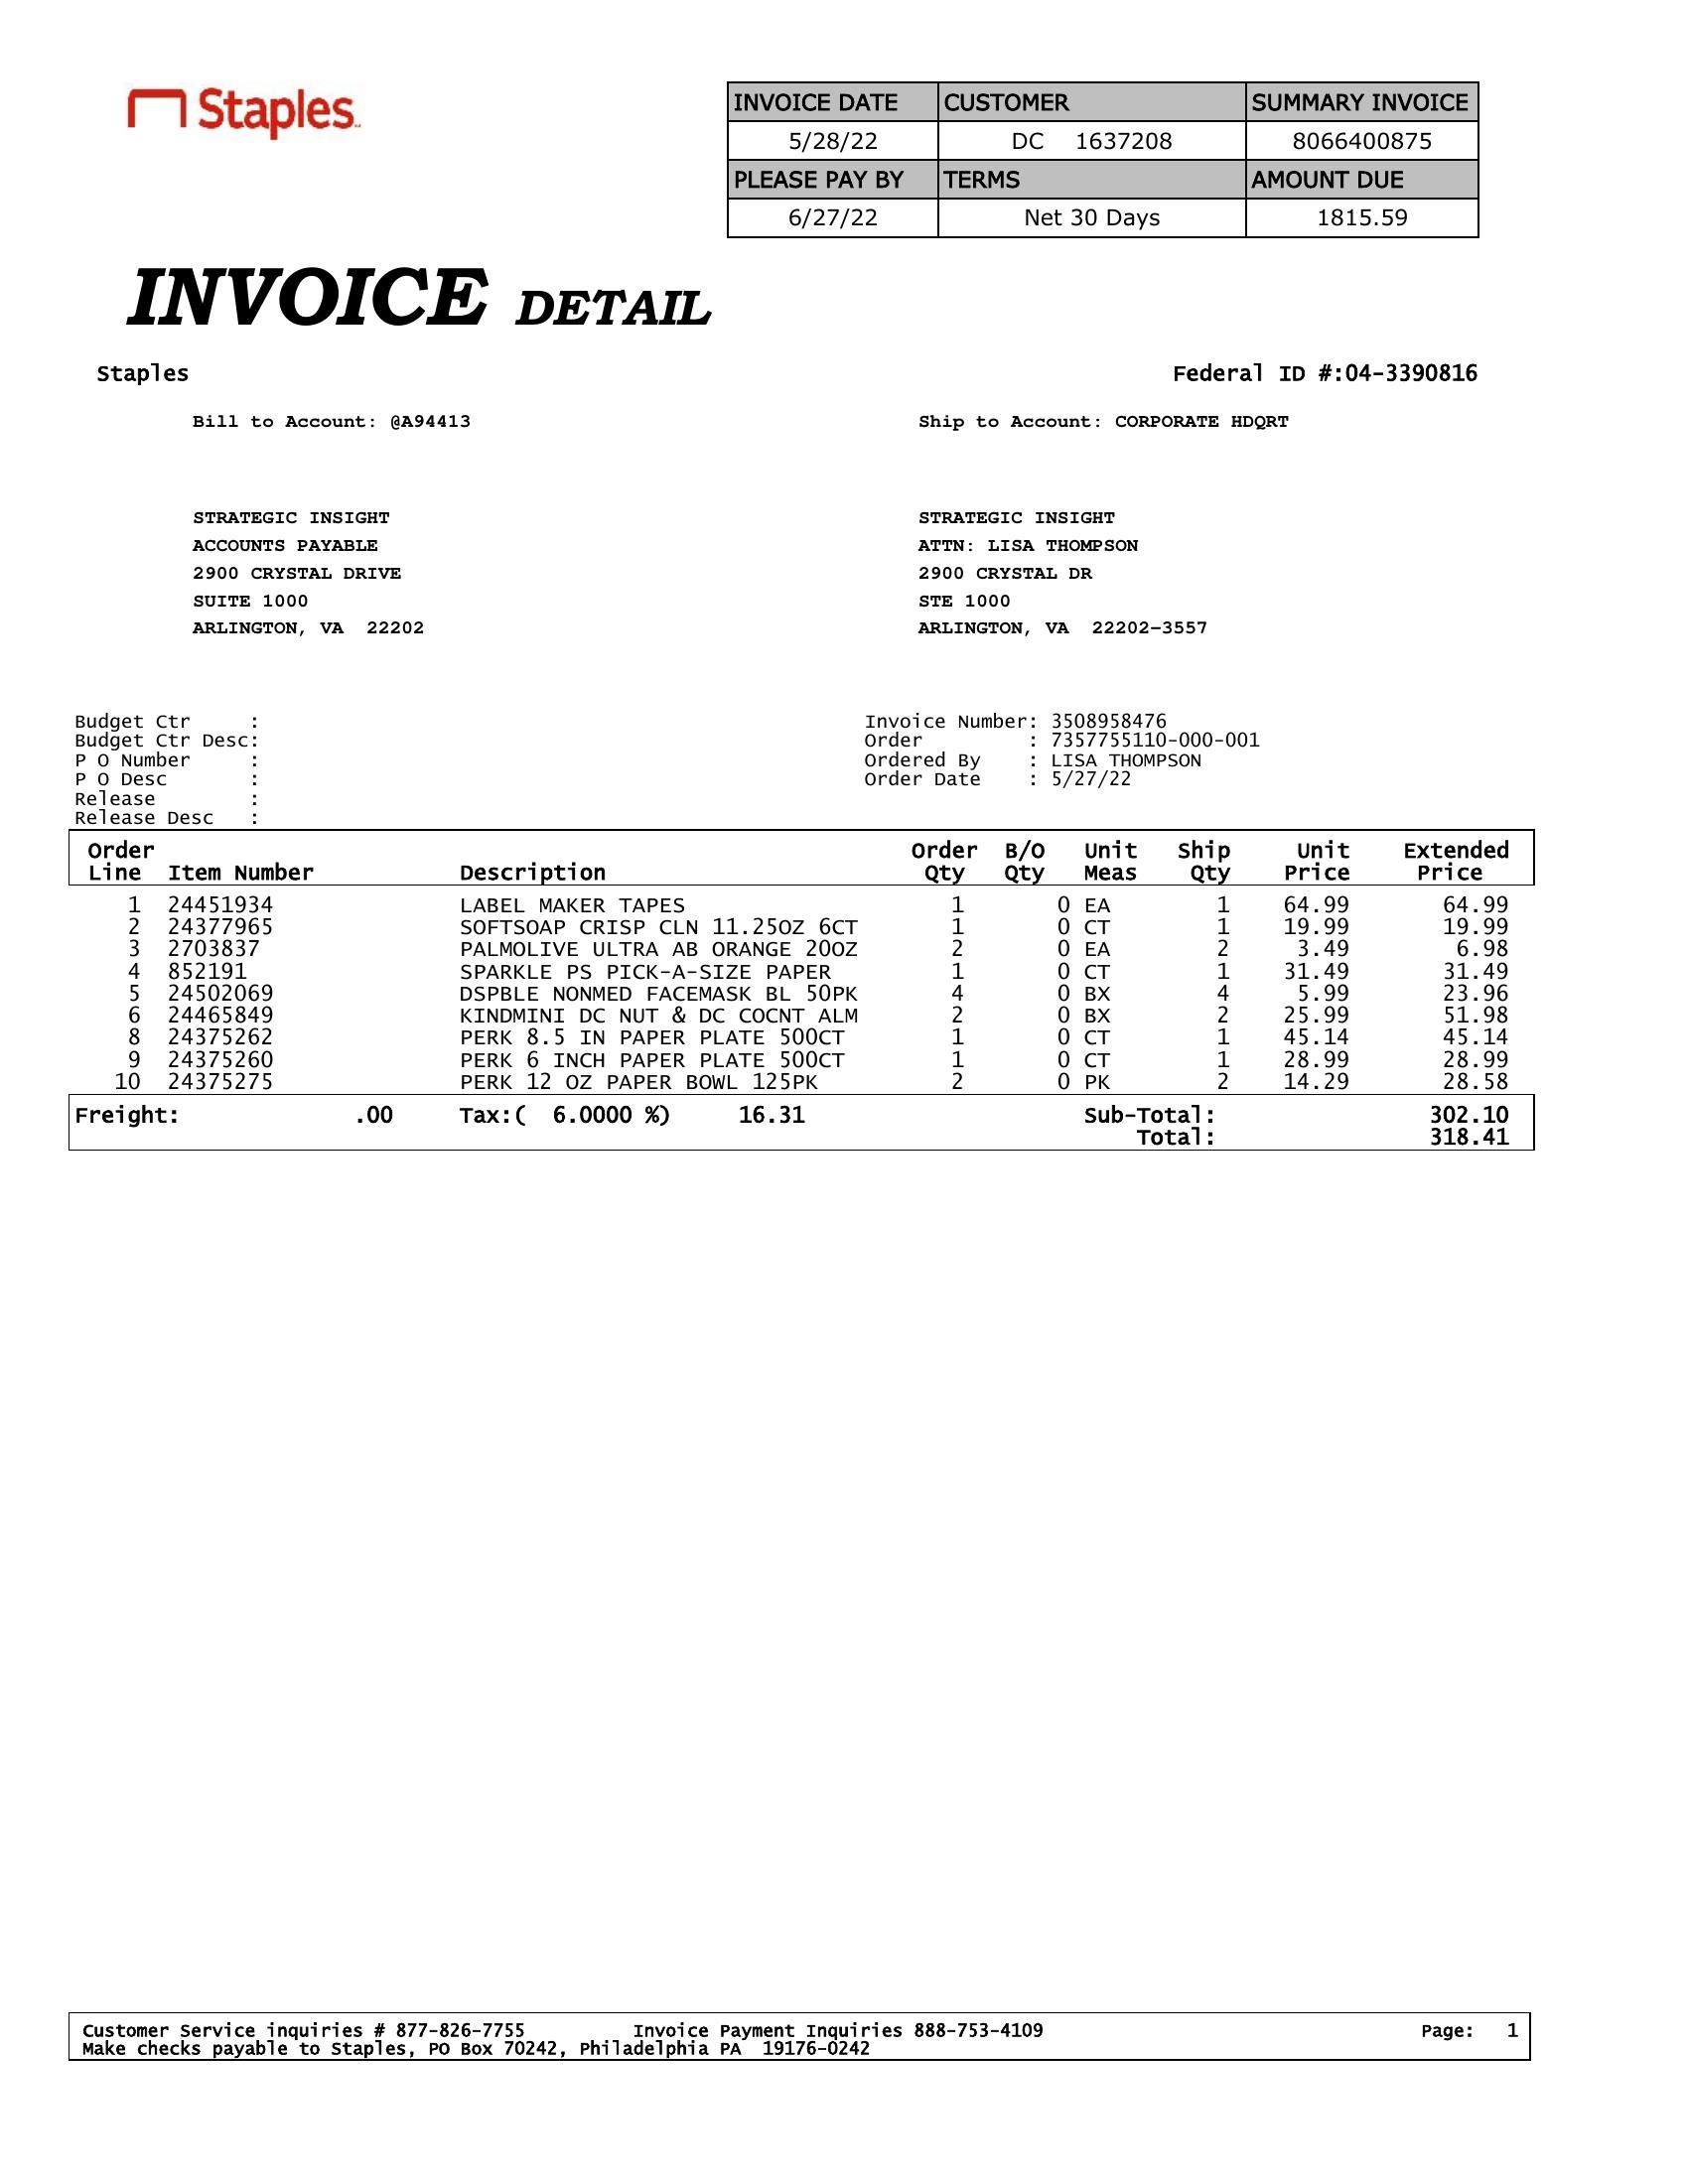 Staples
INVOICE DATE CUSTOMER SUMMARY INVOICE
5/28/22 DC 1637208 8066400875
PLEASE PAY BY TERMS AMOUNT DUE
6/27/22 Net 30 Days 1815.59
INVOICE DETAIL
Staples Federal ID #:04-3390816
Bill to Account: @A94413 Ship to Account: CORPORATE HDQRT
STRATEGIC INSIGHT STRATEGIC INSIGHT
ACCOUNTS PAYABLE ATTN: LISA THOMPSON
2900 CRYSTAL DRIVE 2900 CRYSTAL DR
SUITE 1000 STE 1000
ARLINGTON, VA 22202 ARLINGTON, VA 22202-3557
Budget Ctr : Invoice Number: 3508958476
Budget Ctr Desc: Order : 7357755110-000-001
P O Number : Ordered By : LISA THOMPSON
P O Desc : Order Date : 5/27/22
Release :
Release Desc :
Order Order B/O Unit Ship Unit Extended
Line Item Number Description Qty Qty Meas Qty Price Price
1 24451934 LABEL MAKER TAPES 1 0 EA 1 64.99 64.99
2 24377965 SOFTSOAP CRISP CLN 11.25OZ 6CT 1 0 CT 1 19.99 19.99
3 2703837 PALMOLIVE ULTRA AB ORANGE 20OZ 2 0 EA 2 3.49 6.98
4 852191 SPARKLE PS PICK-A-SIZE PAPER 1 0 CT 1 31.49 31.49
5 24502069 DSPBLE NONMED FACEMASK BL 50PK 4 0 BX 4 5.99 23.96
6 24465849 KINDMINI DC NUT & DC COCNT ALM 2 0 BX 2 25.99 51.98
8 24375262 PERK 8.5 IN PAPER PLATE 500CT 1 0 CT 1 45.14 45.14
9 24375260 PERK 6 INCH PAPER PLATE 500CT 1 0 CT 1 28.99 28.99
10 24375275 PERK 12 OZ PAPER BOWL 125PK 2 0 PK 2 14.29 28.58
Freight: .00 Tax:( 6.0000 %) 16.31 Sub-Total: 302.10
Total: 318.41
Customer Service inquiries # 877-826-7755 Invoice Payment Inquiries 888-753-4109 Page: 1
Make checks payable to Staples, PO Box 70242, Philadelphia PA 19176-0242